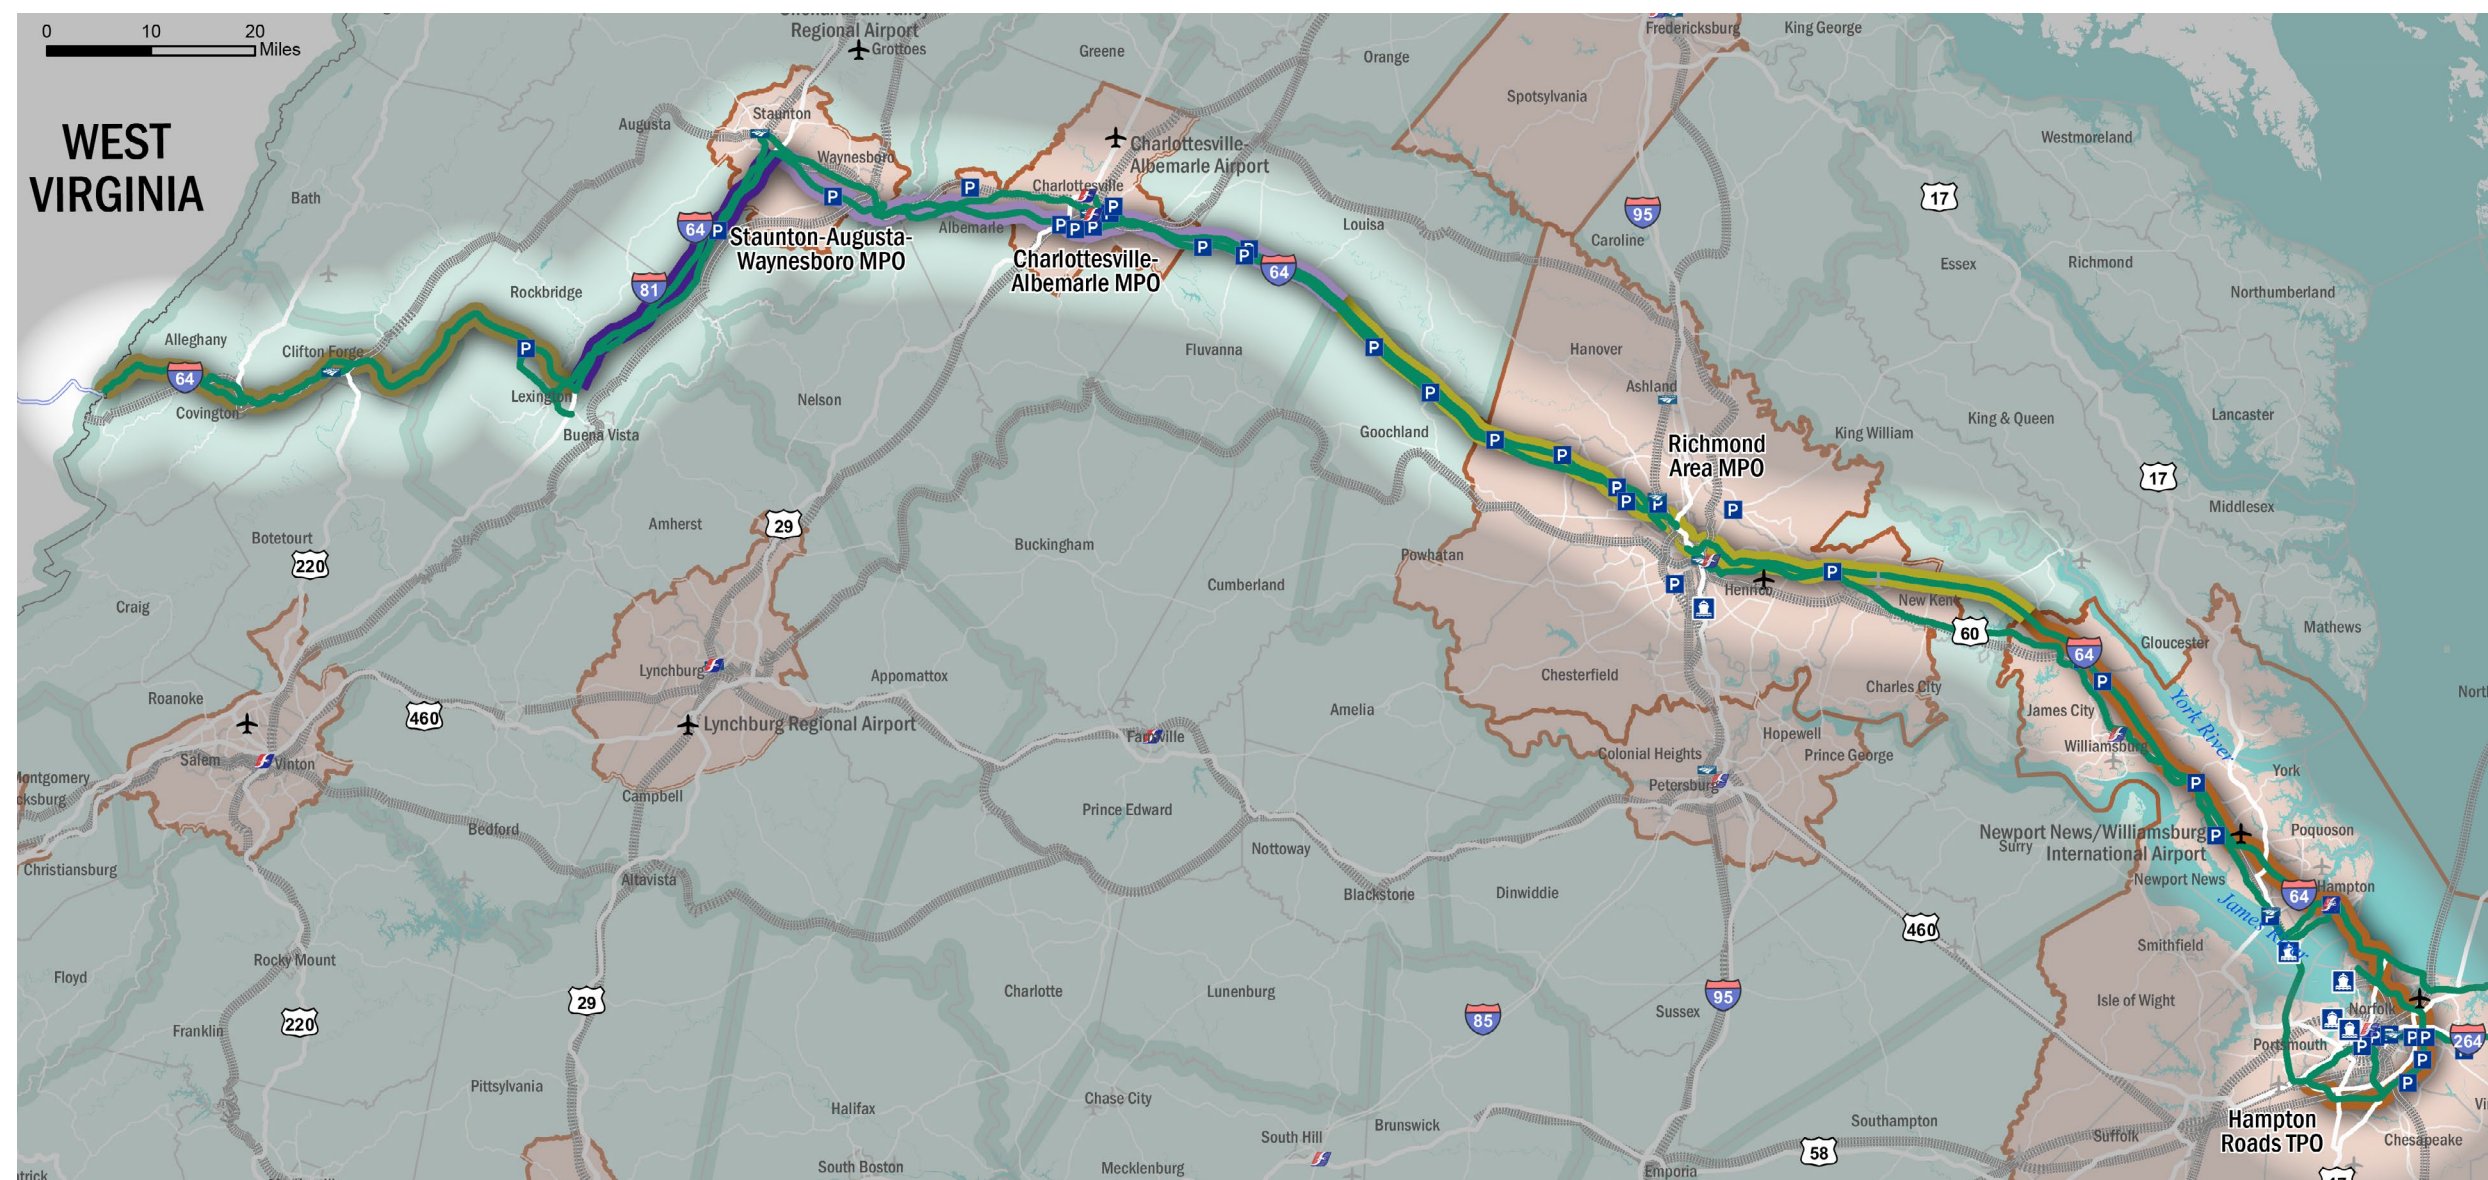 0 10 20
Miles
Regional Airport
Grottoes
Greene
Orange
Fredericksburg
King George
WEST
VIRGINIA
Augusta
Staunton
Spotsylvania
Westmoreland
Waynesboro
Charlottesville-
Albemarle Airport
Charlottesville
Bath
P
P
P
17
95
64
P
Staunton-Augusta-
Waynesboro MPO
Albemarle
P
P
P
Louisa
Caroline
Essex
Richmond
Charlottesville-
Albemarle MPO
P
P
P
64
81
Rockbridge
Northumberland
Alleghany
Clifton Forge
P
Fluvanna
P
Hanover
64
Covington
Lexington
Nelson
P
Ashland
Lancaster
Buena Vista
Goochland
P
P
Richmond
Area MPO
King William
King & Queen
17
Middlesex
Amherst
29
P
P
P
P
Botetourt
220
Buckingham
Powhatan
Craig
Cumberland
P
Henrico
P
New Kent
60
64
Gloucester
Mathews
Lynchburg
Appomattox
Chesterfield
Charles City
P
Roanoke
460
Lynchburg Regional Airport
Amelia
James City
York River
Farmville
Hopewell
Colonial Heights
Prince George
Williamsburg
Salem
Vinton
Petersburg
P
York
Campbell
Prince Edward
Bedford
Nottoway
Newport News/Williamsburg
International Airport
P
Surry
Poquoson
Christiansburg
Altavista
Blackstone
Dinwiddie
Newport News
64
Hampton
James River
P
460
Smithfield
Rocky Mount
Floyd
29
Charlotte
Lunenburg
85
95
Sussex
Isle of Wight
Norfolk
220
Franklin
Portsmouth
P
P
P
P
264
P
P
Pittsylvania
Halifax
Chase City
Brunswick
Southampton
South Hill
58
Suffolk
Hampton
Roads TPO
Chesapeake
South Boston
Mecklenburg
Emporia